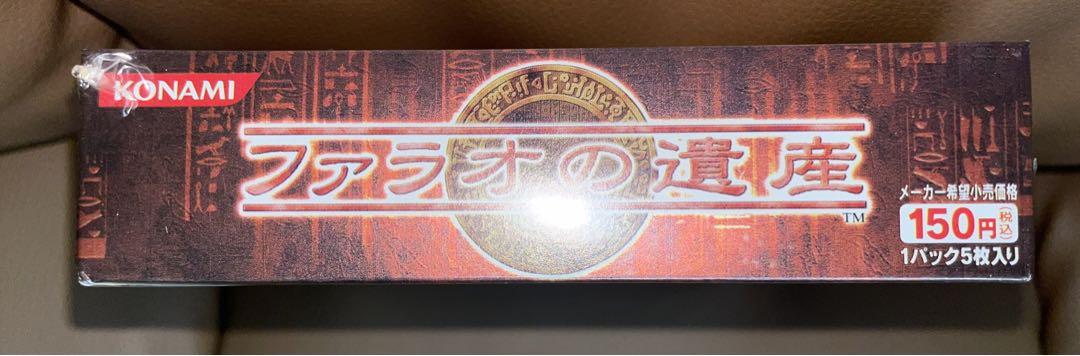 KONAMI
ファラオの遺産
TM
メーカー希望小売価格
150円(税込)
1パック5枚入り